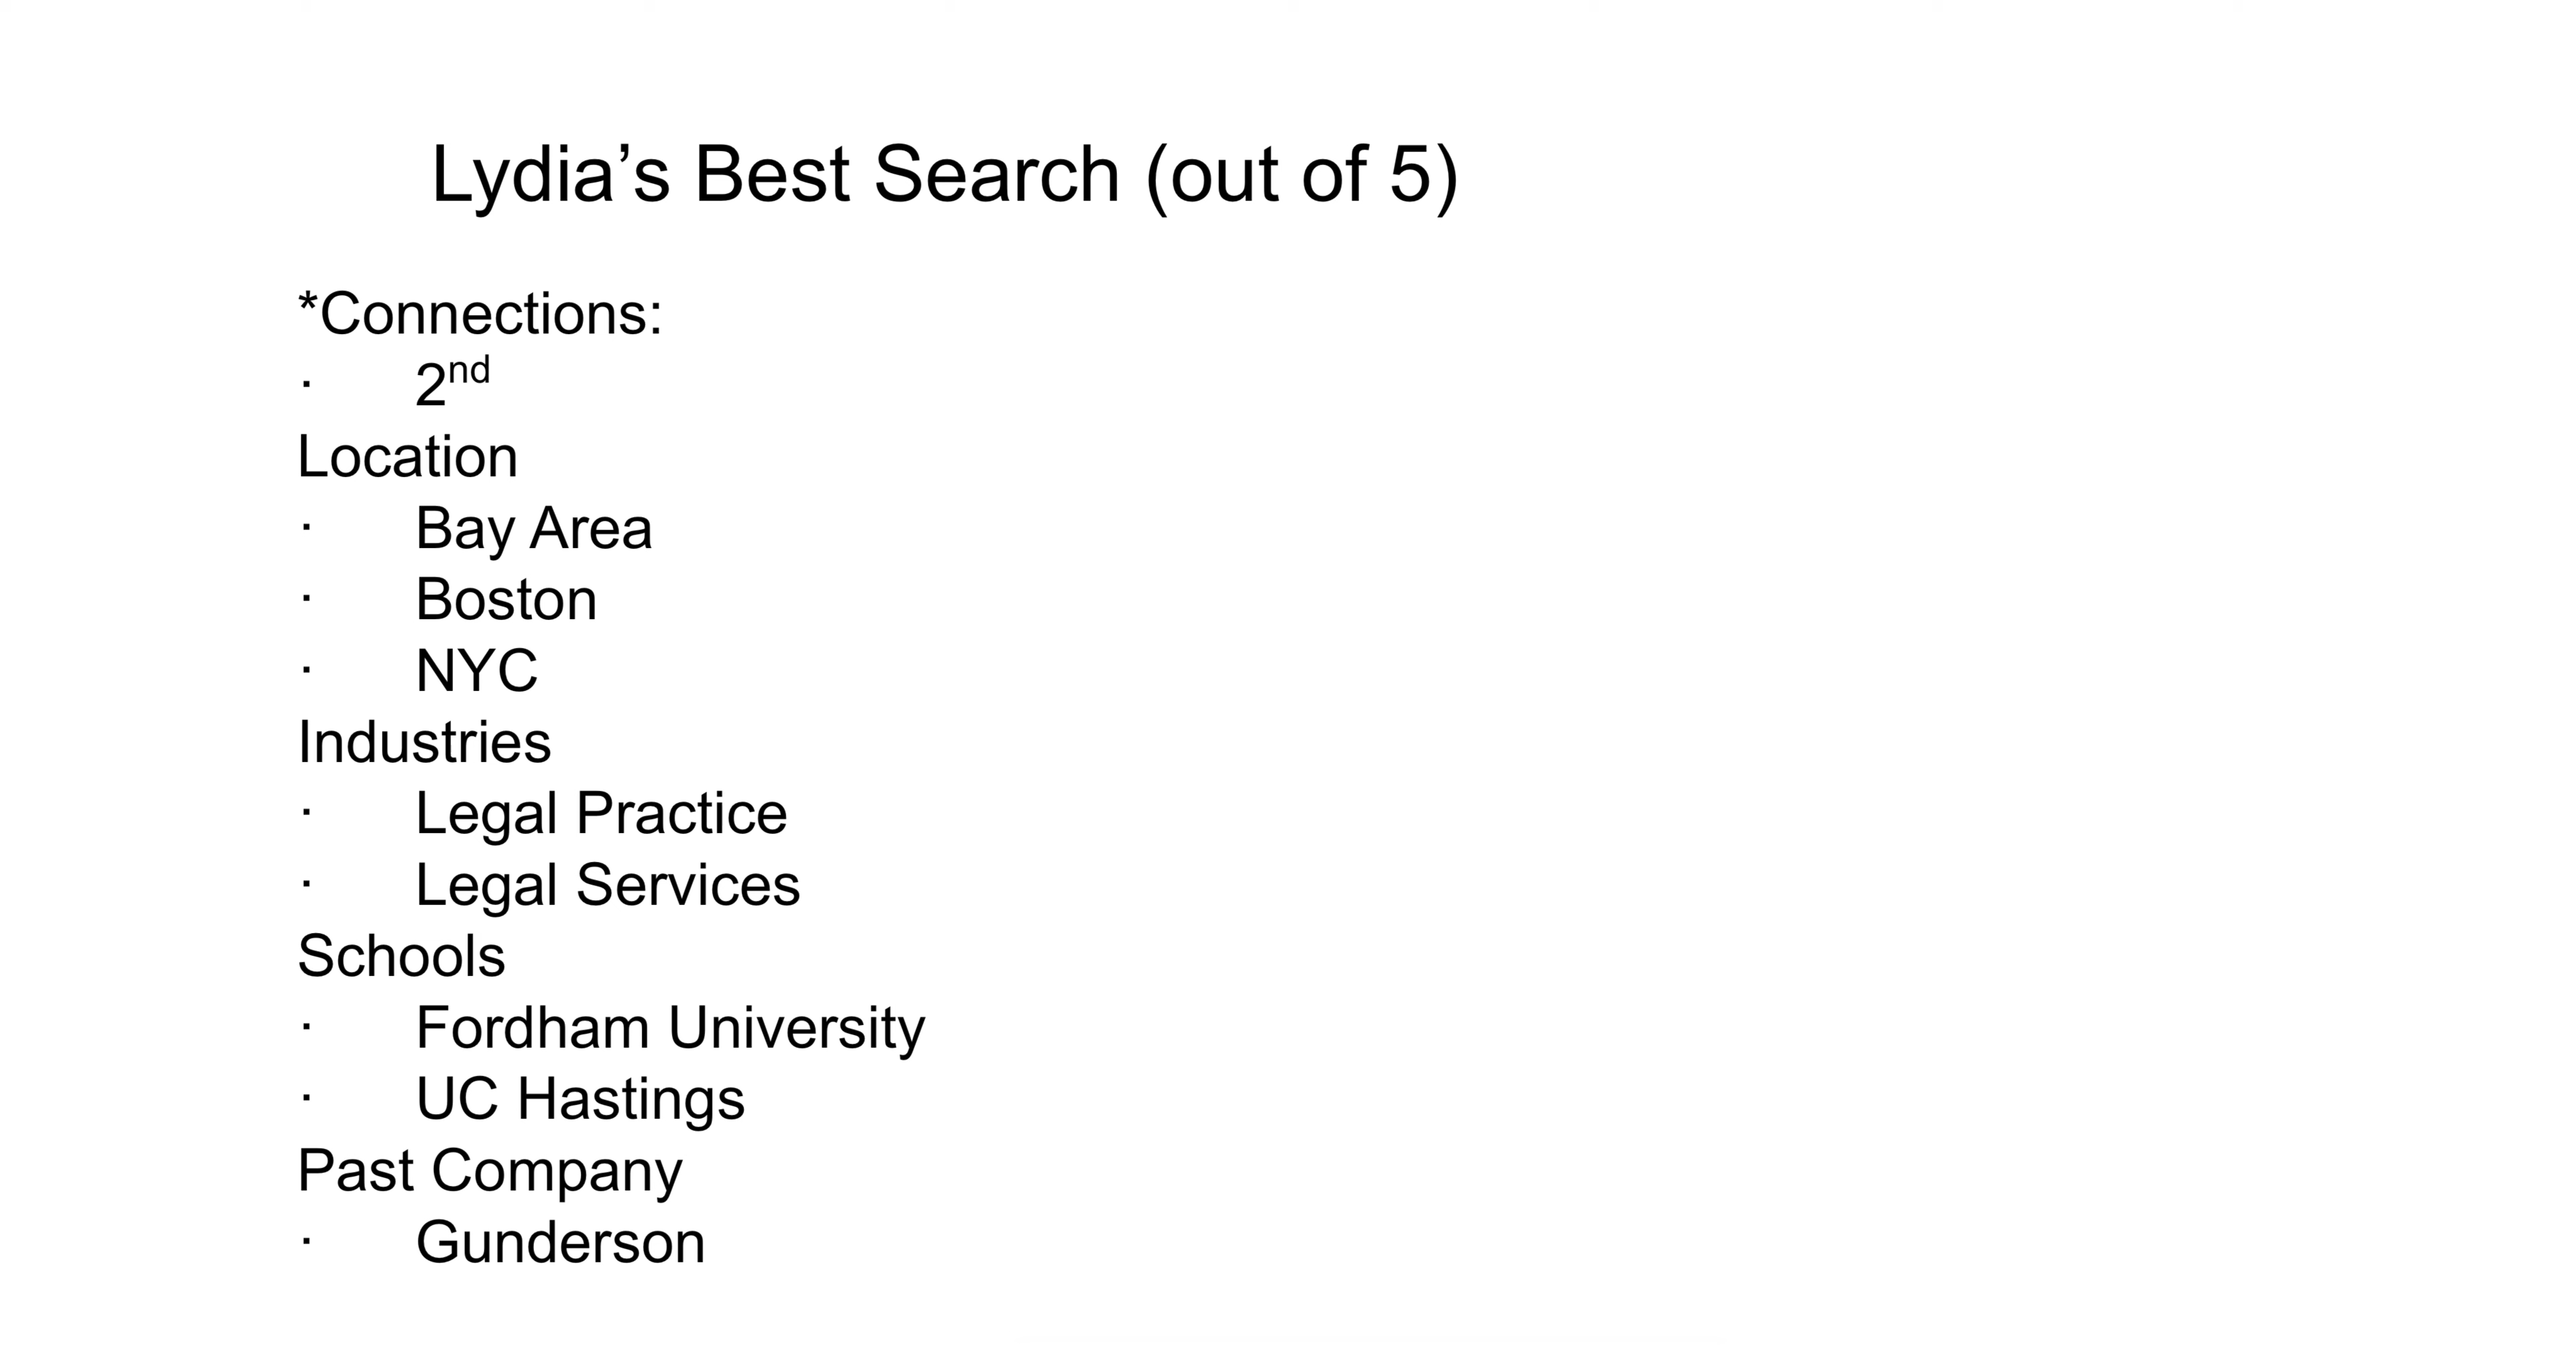 Lydia’s Best Search (out of 5)
*Connections:
· 2nd
Location
· Bay Area
· Boston
· NYC
Industries
· Legal Practice
· Legal Services
Schools
· Fordham University
· UC Hastings
Past Company
· Gunderson